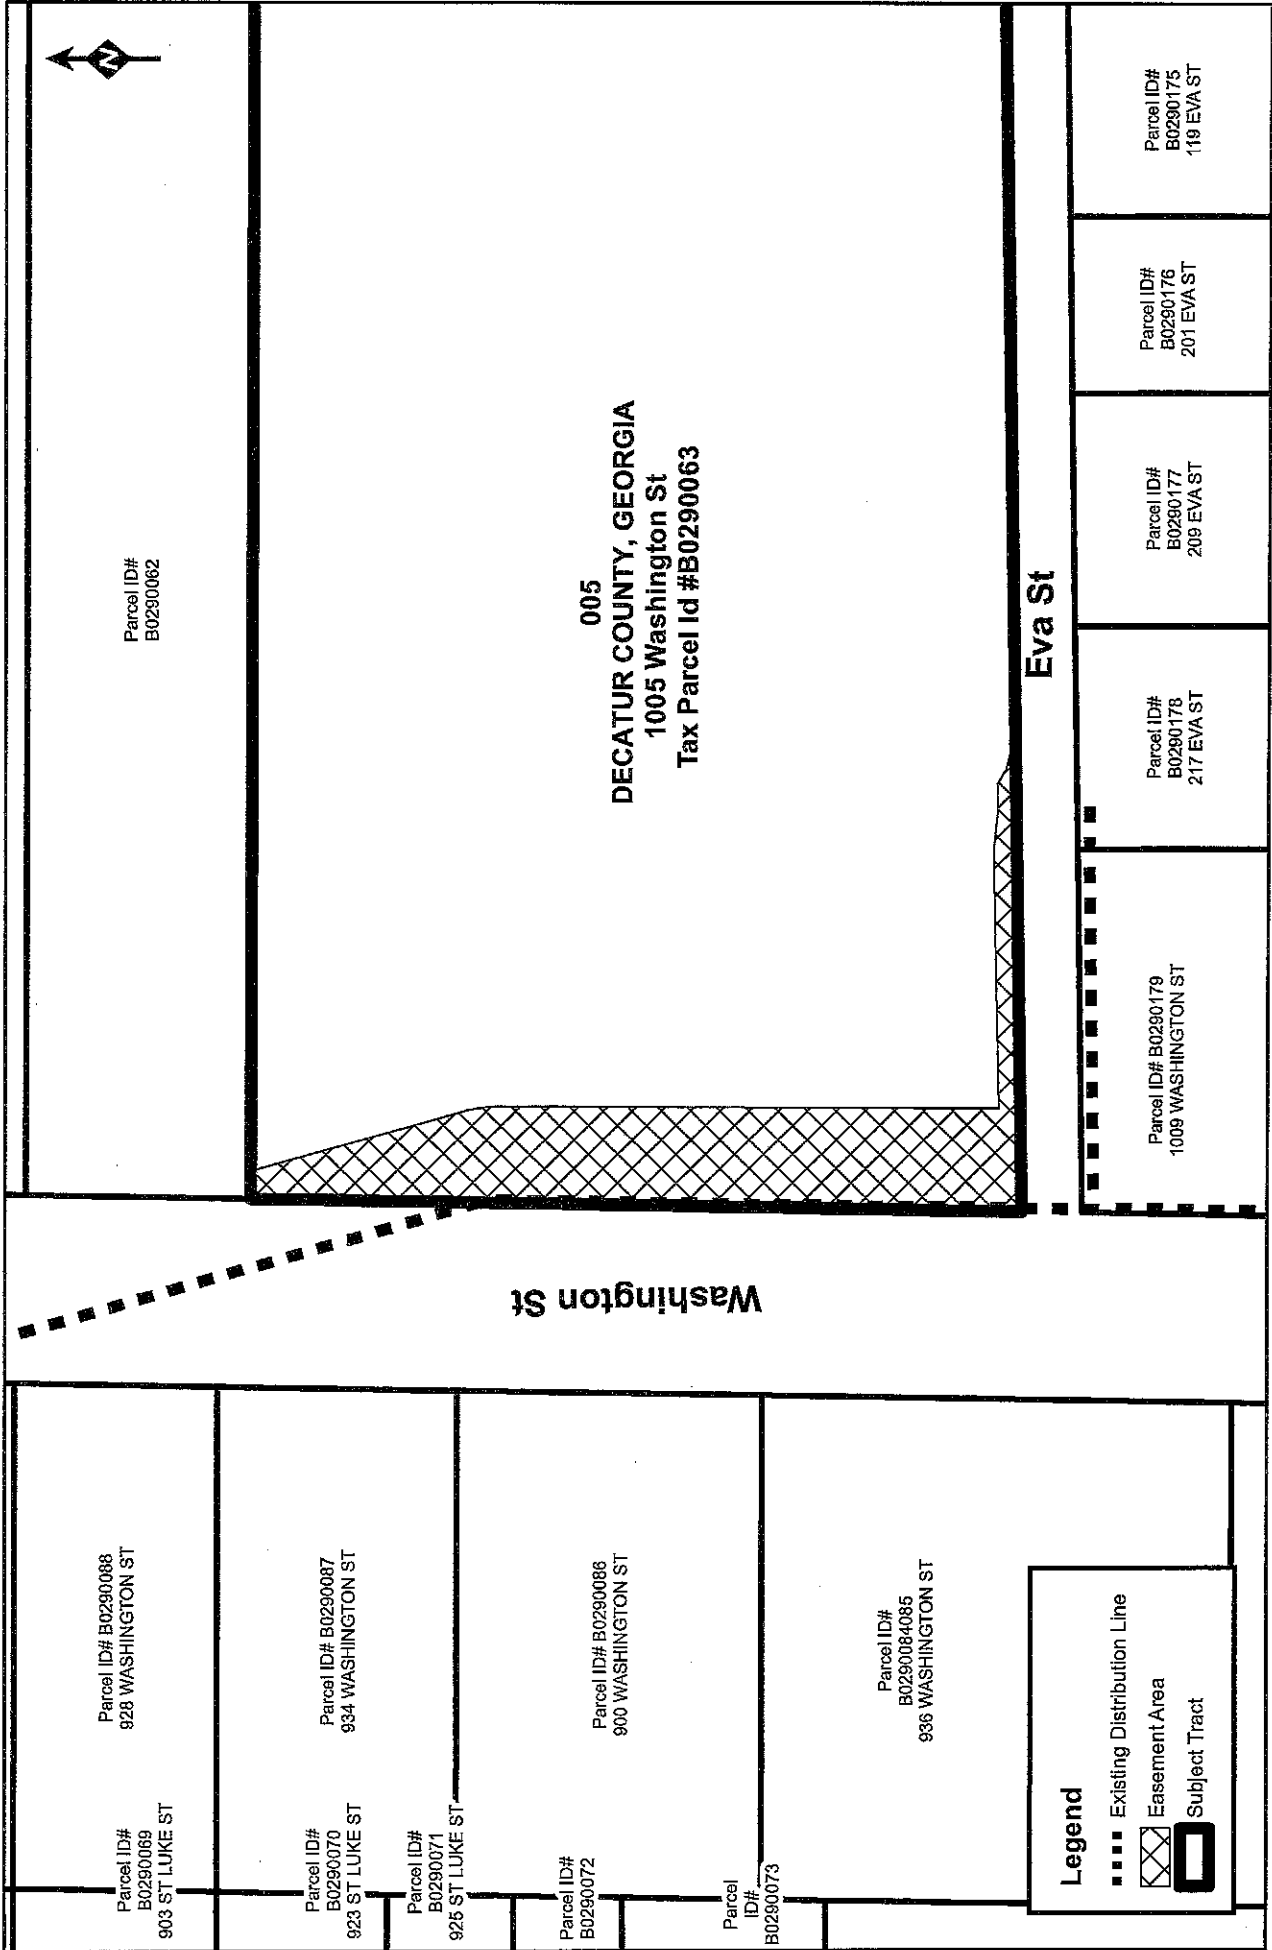 Parcel ID#
B0290069
903 ST LUKE ST
Parcel ID# B0290088
928 WASHINGTON ST
Parcel ID#
B0290062
N
Parcel ID#
B0290070
923 ST LUKE ST
Parcel ID# B0290087
934 WASHINGTON ST
Parcel ID#
B0290071
925 ST LUKE ST
Parcel ID#
B0290072
Parcel ID# B0290086
900 WASHINGTON ST
Washington St
005
DECATUR COUNTY, GEORGIA
1005 Washington St
Tax Parcel Id #B0290063
Parcel
ID#
B0290073
Parcel ID#
B0290084085
936 WASHINGTON ST
Eva St
Legend
Existing Distribution Line
Easement Area
Subject Tract
Parcel ID# B0290179
1009 WASHINGTON ST
Parcel ID#
B0290178
217 EVA ST
Parcel ID#
B0290177
209 EVA ST
Parcel ID#
B0290176
201 EVA ST
Parcel ID#
B0290175
119 EVA ST